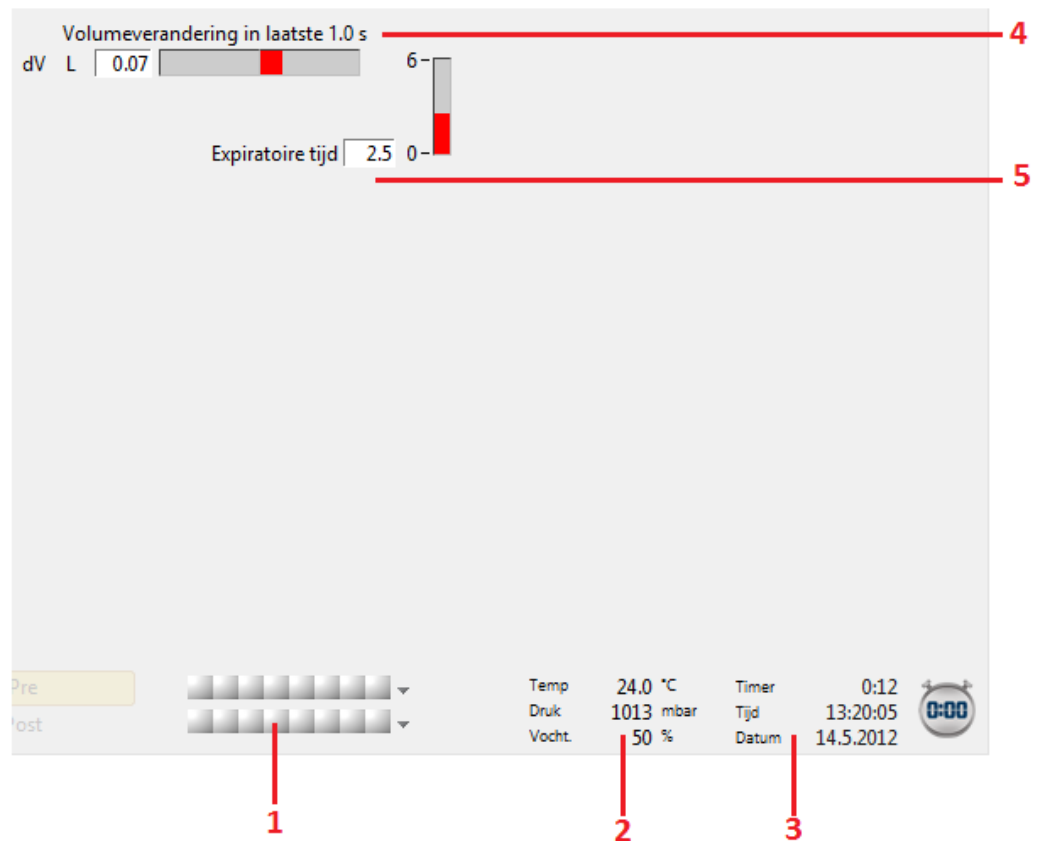 Volumeverandering in laatste 1.0 s
4
dV L 0.07
6
Expiratoire tijd 2.5 0
5
Pre
Post
Temp 24.0 °C
Druk 1013 mbar
Vocht. 50 %
Timer 0:12
Tijd 13:20:05
Datum 14.5.2012
0:00
1
2
3